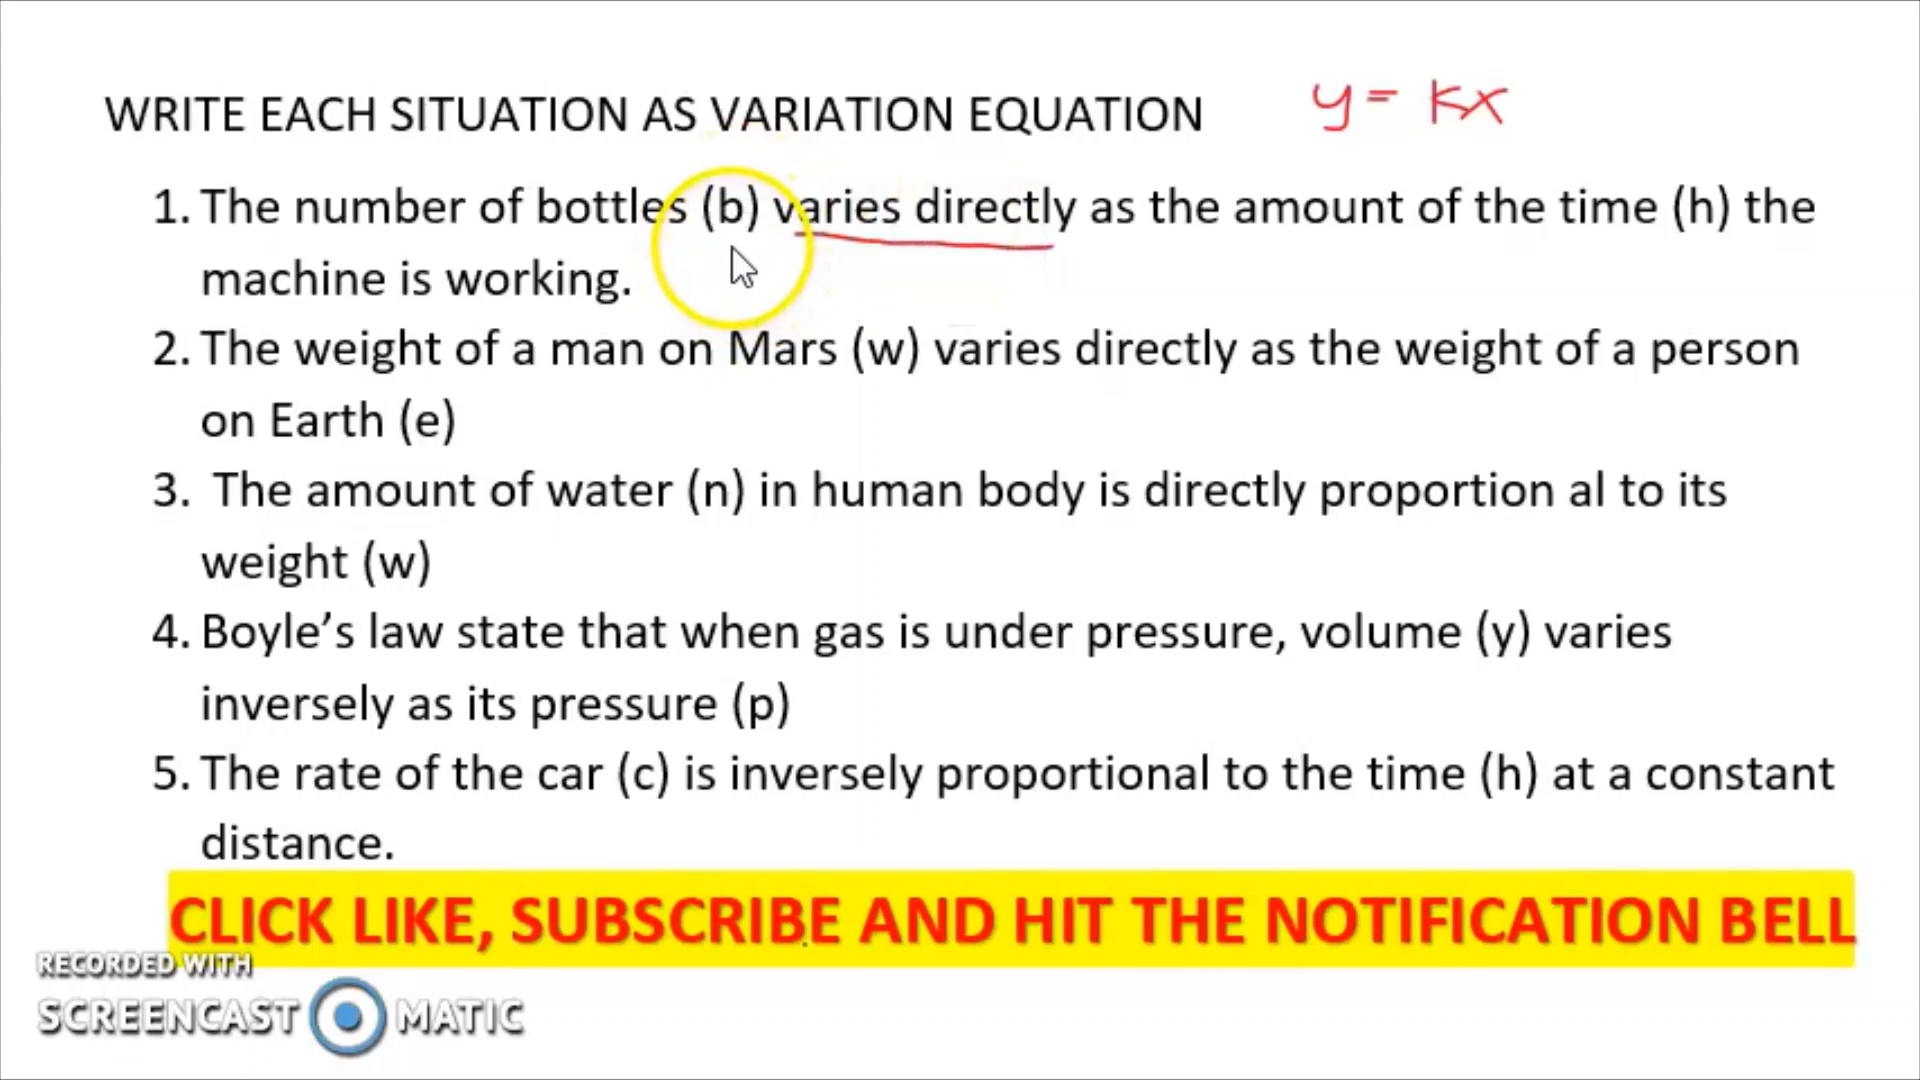 WRITE EACH SITUATION AS VARIATION EQUATION y = kx
1. The number of bottles (b) varies directly as the amount of the time (h) the
machine is working.
2. The weight of a man on Mars (w) varies directly as the weight of a person
on Earth (e)
3. The amount of water (n) in human body is directly proportion al to its
weight (w)
4. Boyle’s law state that when gas is under pressure, volume (y) varies
inversely as its pressure (p)
5. The rate of the car (c) is inversely proportional to the time (h) at a constant
distance.
CLICK LIKE, SUBSCRIBE AND HIT THE NOTIFICATION BELL
RECORDED WITH
SCREENCAST MATIC